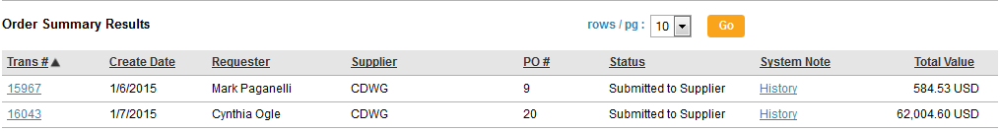 Order Summary Results rows / pg : 10 Go
Trans # Create Date Requester Supplier PO # Status System Note Total Value
15967 1/6/2015 Mark Paganelli CDWG 9 Submitted to Supplier History 584.53 USD
16043 1/7/2015 Cynthia Ogle CDWG 20 Submitted to Supplier History 62,004.60 USD